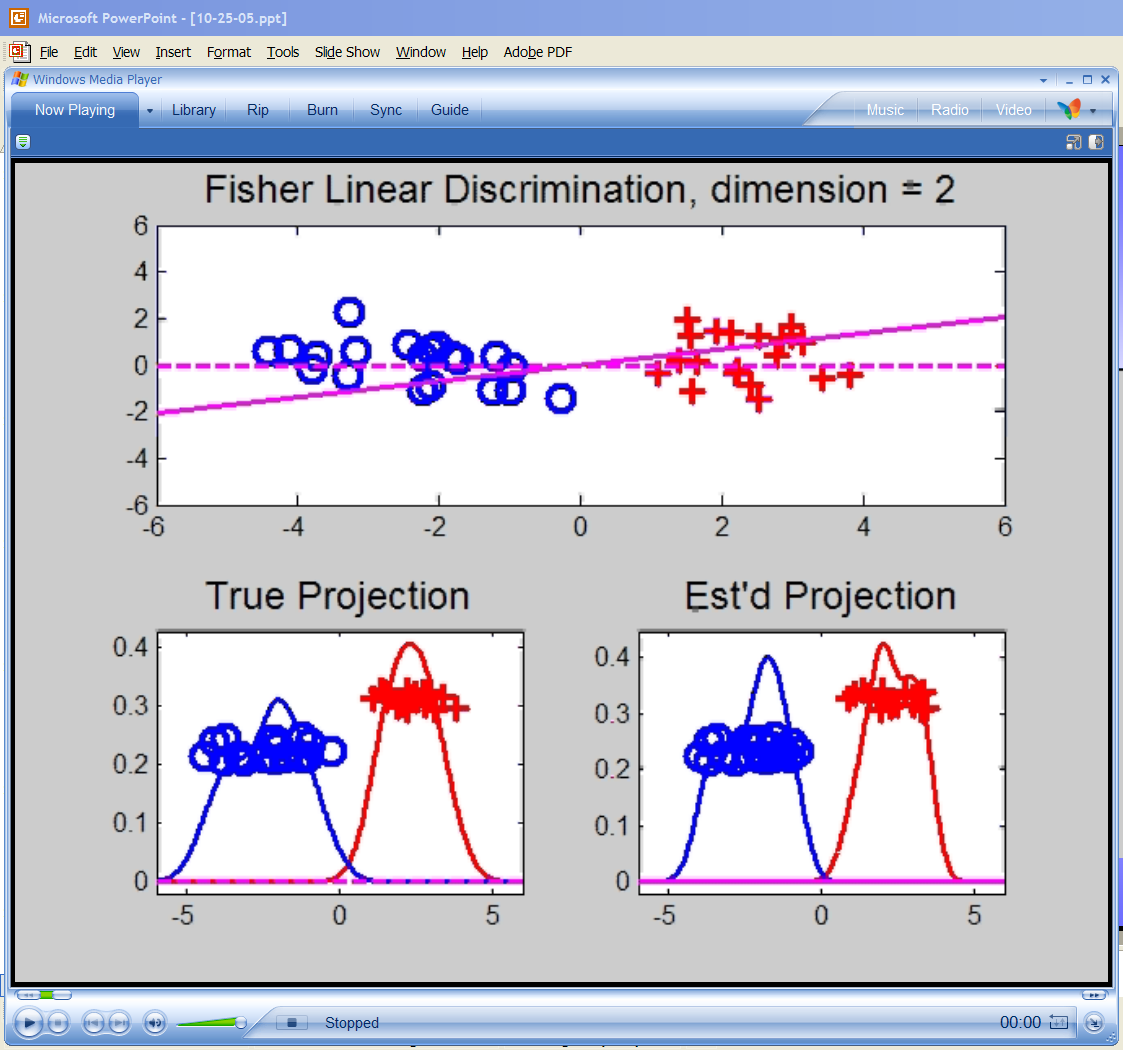 Microsoft PowerPoint - [10-25-05.ppt]
File Edit View Insert Format Tools Slide Show Window Help Adobe PDF
Windows Media Player
Now Playing Library Rip Burn Sync Guide Music Radio Video
Fisher Linear Discrimination, dimension = 2
6
4
2
0
-2
-4
-6
-6 -4 -2 0 2 4 6
True Projection
0.4
0.3
0.2
0.1
0
-5 0 5
Est'd Projection
0.4
0.3
0.2
0.1
0
-5 0 5
Stopped 00:00